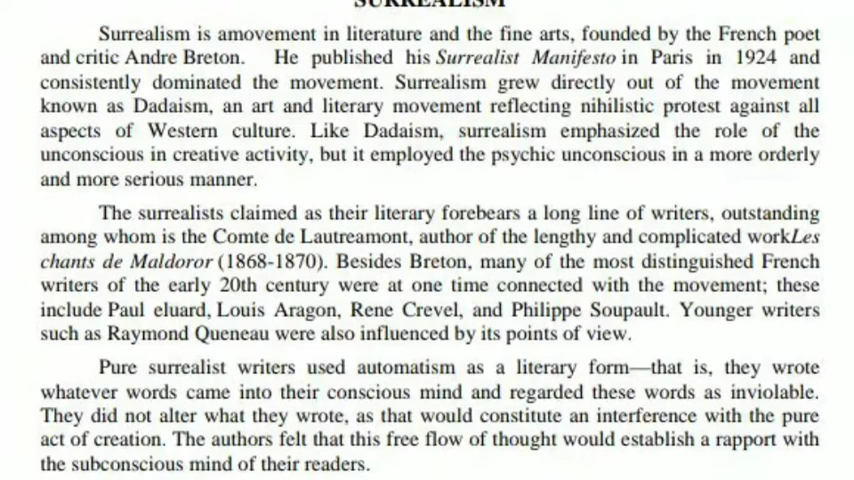 SURREALISM
Surrealism is amovement in literature and the fine arts, founded by the French poet
and critic Andre Breton. He published his Surrealist Manifesto in Paris in 1924 and
consistently dominated the movement. Surrealism grew directly out of the movement
known as Dadaism, an art and literary movement reflecting nihilistic protest against all
aspects of Western culture. Like Dadaism, surrealism emphasized the role of the
unconscious in creative activity, but it employed the psychic unconscious in a more orderly
and more serious manner.
The surrealists claimed as their literary forebears a long line of writers, outstanding
among whom is the Comte de Lautreamont, author of the lengthy and complicated workLes
chants de Maldoror (1868-1870). Besides Breton, many of the most distinguished French
writers of the early 20th century were at one time connected with the movement; these
include Paul eluard, Louis Aragon, Rene Crevel, and Philippe Soupault. Younger writers
such as Raymond Queneau were also influenced by its points of view.
Pure surrealist writers used automatism as a literary form—that is, they wrote
whatever words came into their conscious mind and regarded these words as inviolable.
They did not alter what they wrote, as that would constitute an interference with the pure
act of creation. The authors felt that this free flow of thought would establish a rapport with
the subconscious mind of their readers.